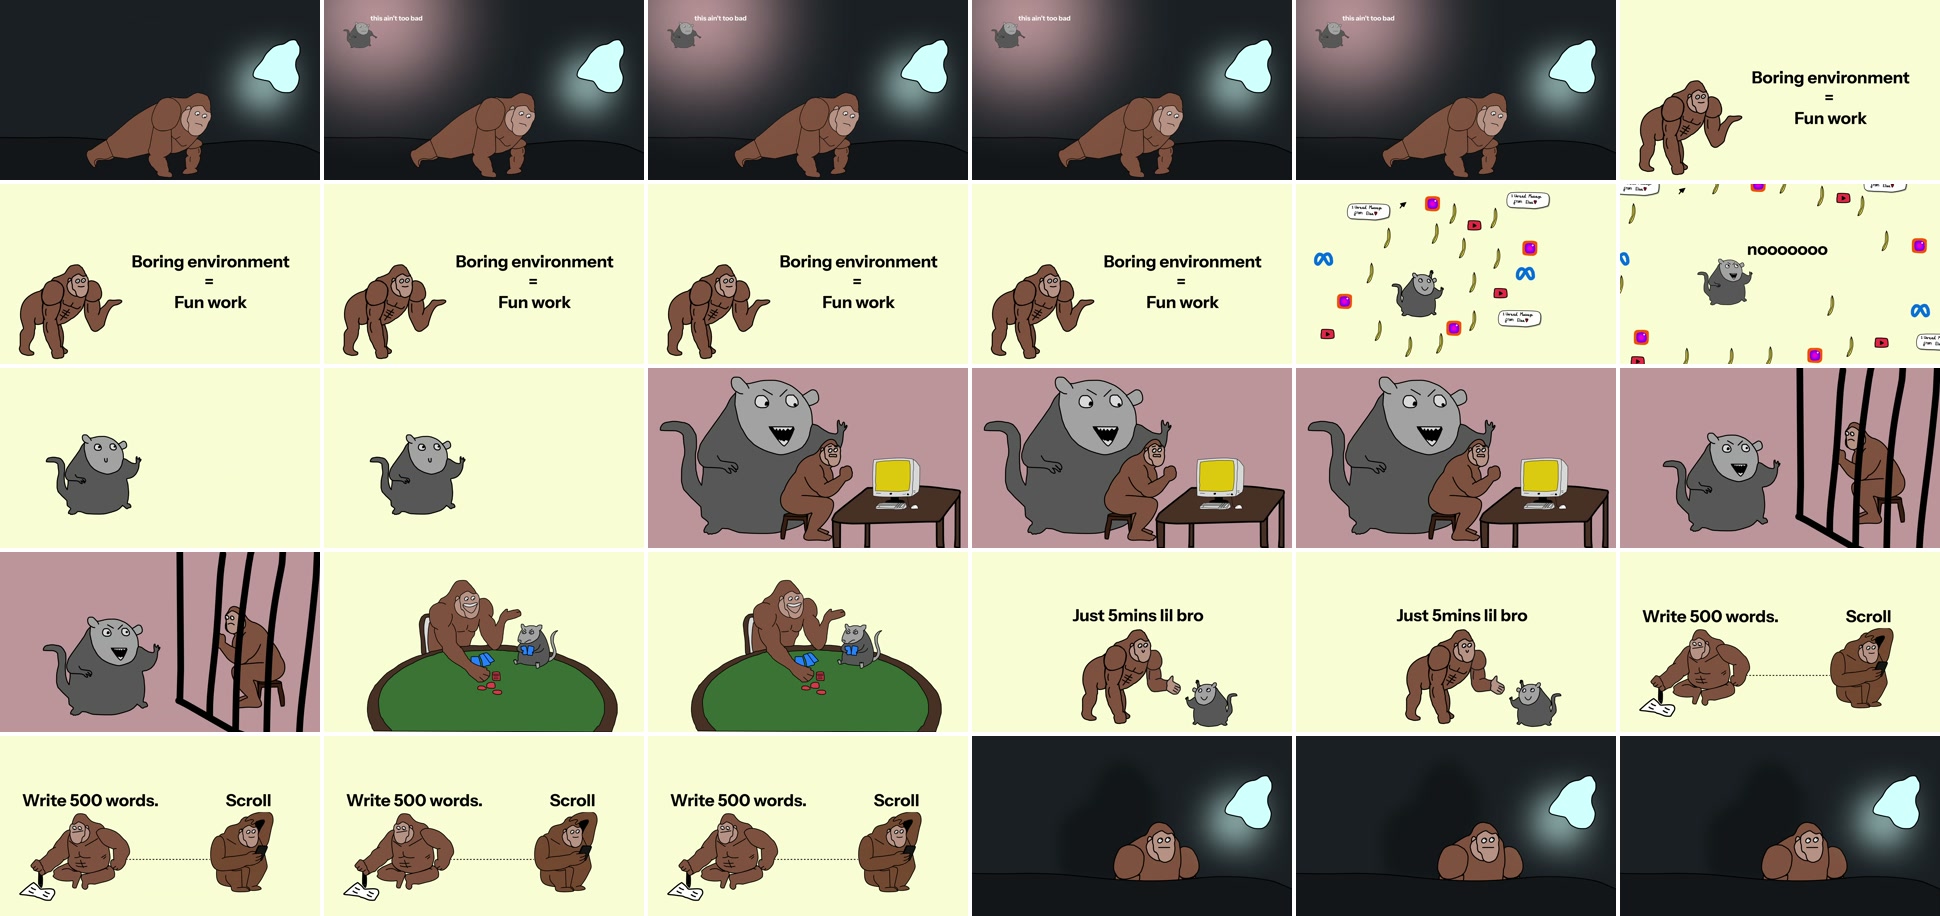 this ain't too bad
this ain't too bad
this ain't too bad
this ain't too bad
Boring environment
=
Fun work
Boring environment
=
Fun work
Boring environment
=
Fun work
Boring environment
=
Fun work
Boring environment
=
Fun work
nooooooo
Just 5mins lil bro
Just 5mins lil bro
Write 500 words.
Scroll
Write 500 words.
Scroll
Write 500 words.
Scroll
Write 500 words.
Scroll